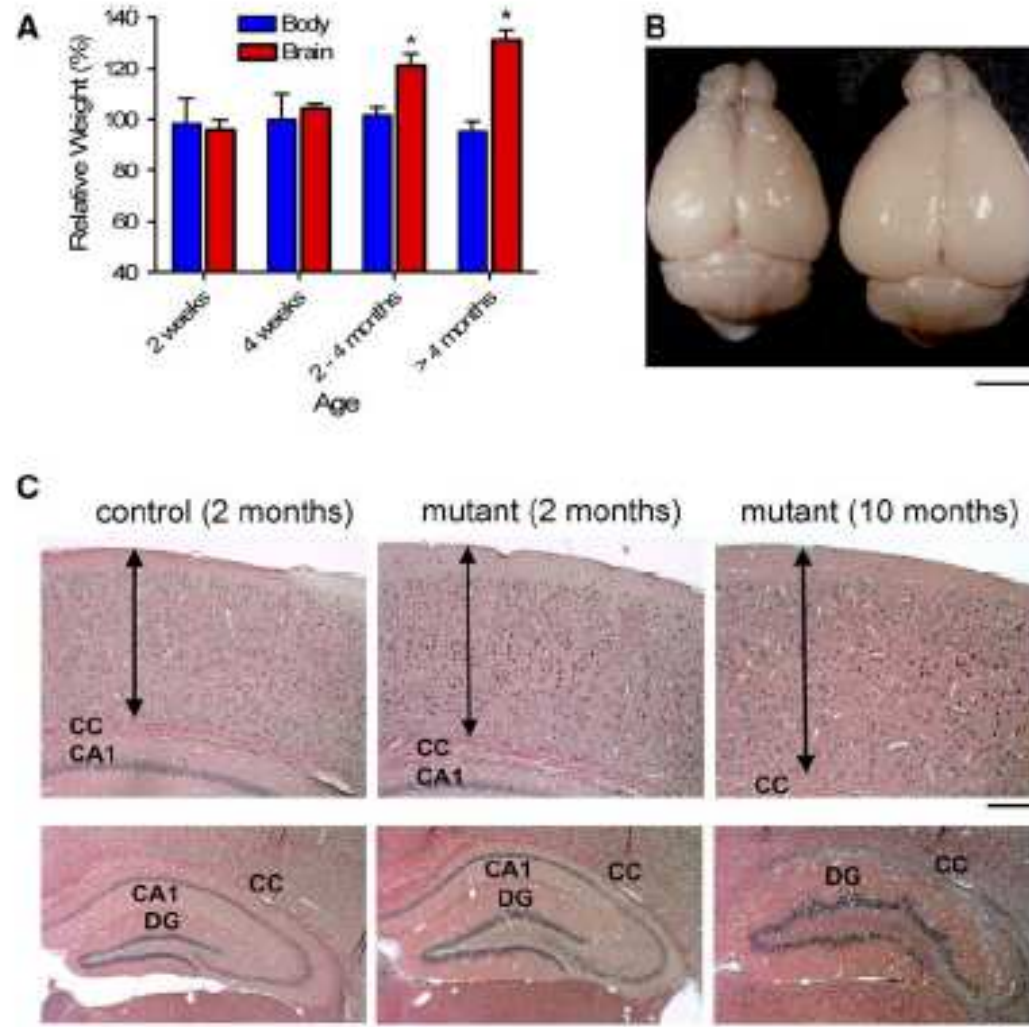 A
Relative Weight (%)
140
120
100
80
60
40
Body
Brain
*
*
2 weeks
4 weeks
2 - 4 months
> 4 months
Age
B
C
control (2 months)
mutant (2 months)
mutant (10 months)
CC
CA1
CC
CA1
CC
CA1
DG
CC
CA1
DG
CC
DG
CC